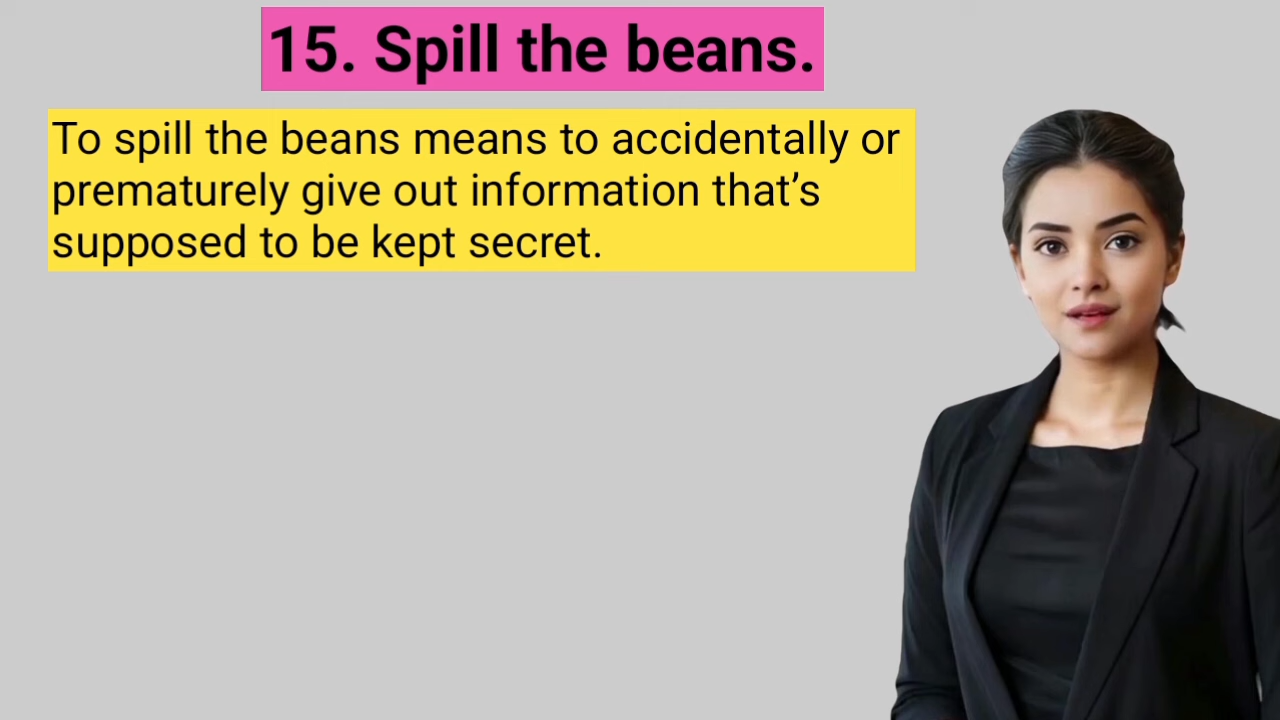 15. Spill the beans.
To spill the beans means to accidentally or
prematurely give out information that’s
supposed to be kept secret.